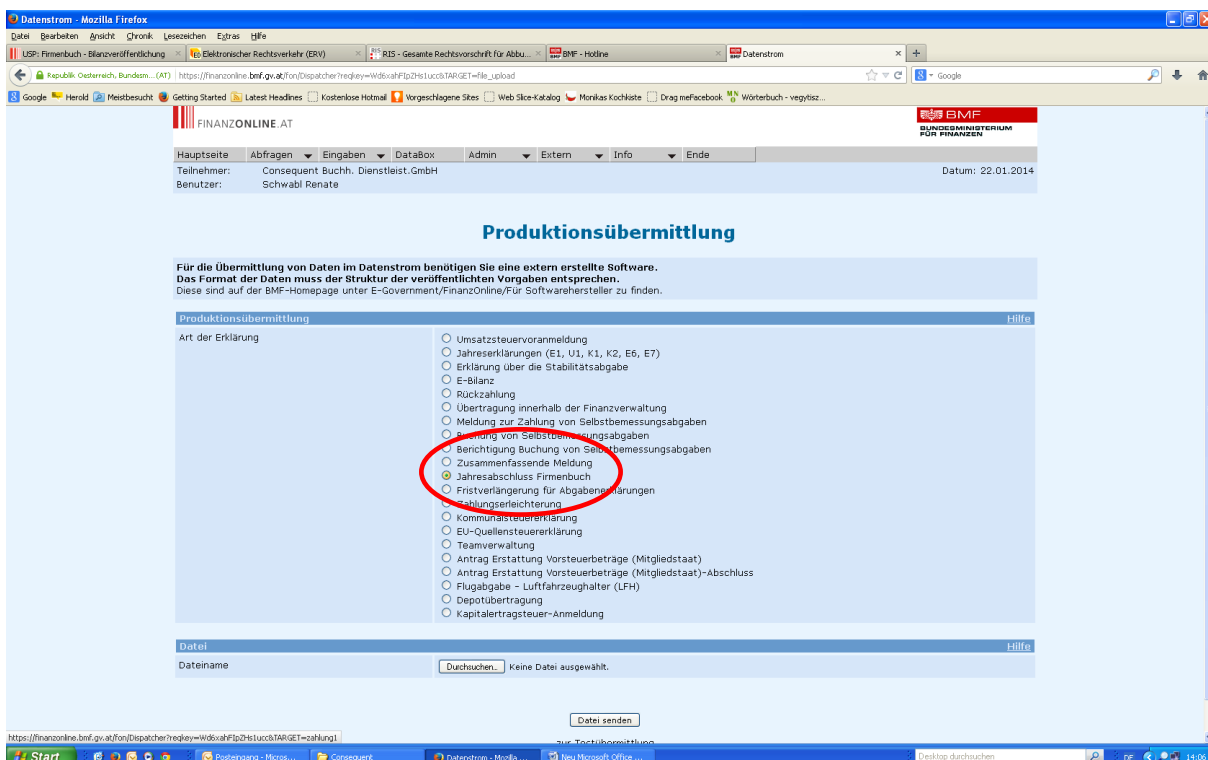 Datenstrom - Mozilla Firefox
Datei Bearbeiten Ansicht Chronik Lesezeichen Extras Hilfe
USP: Firmenbuch - Bilanzveröffentlichung × Elektronischer Rechtsverkehr (ERV) × RIS - Gesamte Rechtsvorschrift für Abbu... × BMF - Hotline × Datenstrom × +
Republik Oesterreich, Bundesm... (AT) https://finanzonline.bmf.gv.at/fon/Dispatcher?reqkey=Wd6xahFIpZHs1ucc&TARGET=file_upload Google
Google Herold Meistbesucht Getting Started Latest Headlines Kostenlose Hotmail Vorgeschlagene Sites Web Slice-Katalog Monikas Kochkiste Drag meFacebook Wörterbuch - vegytisz...
FINANZONLINE.AT
BMF
BUNDESMINISTERIUM
FÜR FINANZEN
Hauptseite Abfragen Eingaben DataBox Admin Extern Info Ende
Teilnehmer: Consequent Buchh. Dienstleist.GmbH Datum: 22.01.2014
Benutzer: Schwabl Renate
Produktionsübermittlung
Für die Übermittlung von Daten im Datenstrom benötigen Sie eine extern erstellte Software.
Das Format der Daten muss der Struktur der veröffentlichten Vorgaben entsprechen.
Diese sind auf der BMF-Homepage unter E-Government/FinanzOnline/Für Softwarehersteller zu finden.
Produktionsübermittlung Hilfe
Art der Erklärung
Umsatzsteuervoranmeldung
Jahreserklärungen (E1, U1, K1, K2, E6, E7)
Erklärung über die Stabilitätsabgabe
E-Bilanz
Rückzahlung
Übertragung innerhalb der Finanzverwaltung
Meldung zur Zahlung von Selbstbemessungsabgaben
Buchung von Selbstbemessungsabgaben
Berichtigung Buchung von Selbstbemessungsabgaben
Zusammenfassende Meldung
Jahresabschluss Firmenbuch
Fristverlängerung für Abgabenerklärungen
Zahlungserleichterung
Kommunalsteuererklärung
EU-Quellensteuererklärung
Teamverwaltung
Antrag Erstattung Vorsteuerbeträge (Mitgliedstaat)
Antrag Erstattung Vorsteuerbeträge (Mitgliedstaat)-Abschluss
Flugabgabe - Luftfahrzeughalter (LFH)
Depotübertragung
Kapitalertragsteuer-Anmeldung
Datei Hilfe
Dateiname Durchsuchen... Keine Datei ausgewählt.
Datei senden
zur Testübermittlung
https://finanzonline.bmf.gv.at/fon/Dispatcher?reqkey=Wd6xahFIpZHs1ucc&TARGET=zahlung1
Start Posteingang - Micros... Consequent Datenstrom - Mozilla ... Neu Microsoft Office ... Desktop durchsuchen DE 14:06